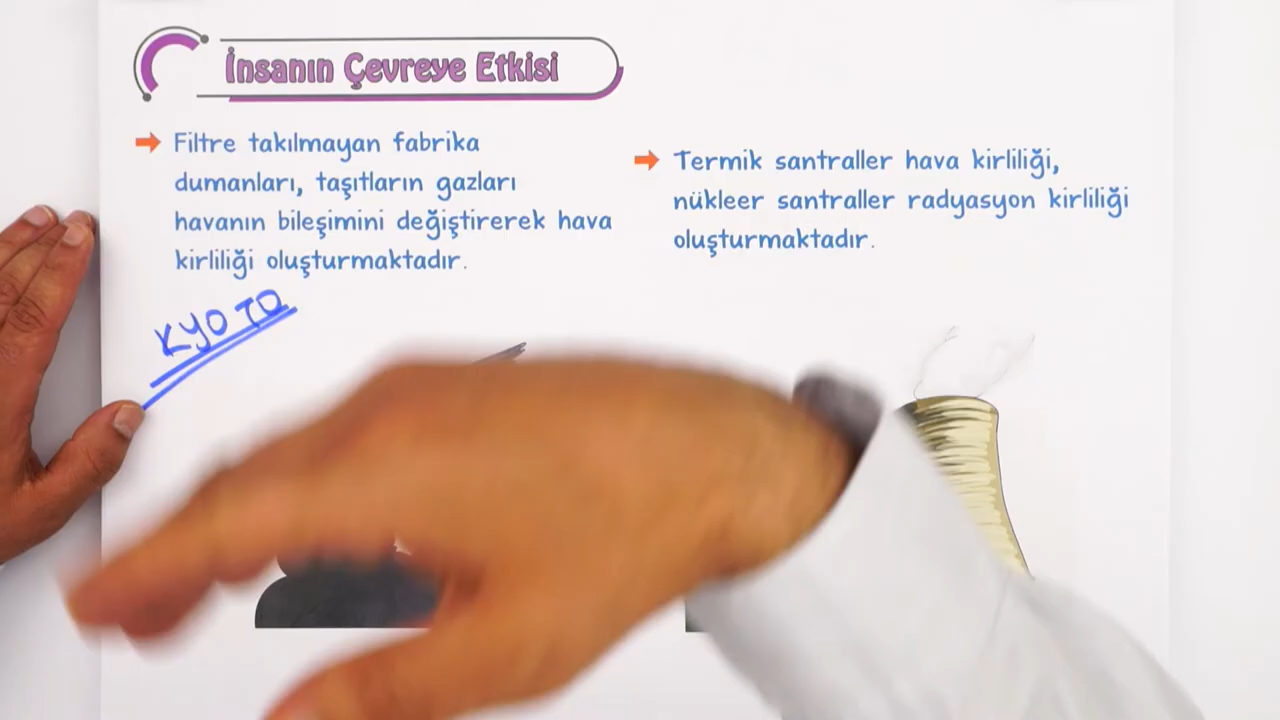 İnsanın Çevreye Etkisi
Filtre takılmayan fabrika
dumanları, taşıtların gazları
havanın bileşimini değiştirerek hava
kirliliği oluşturmaktadır.
KYOTO
Termik santraller hava kirliliği,
nükleer santraller radyasyon kirliliği
oluşturmaktadır.